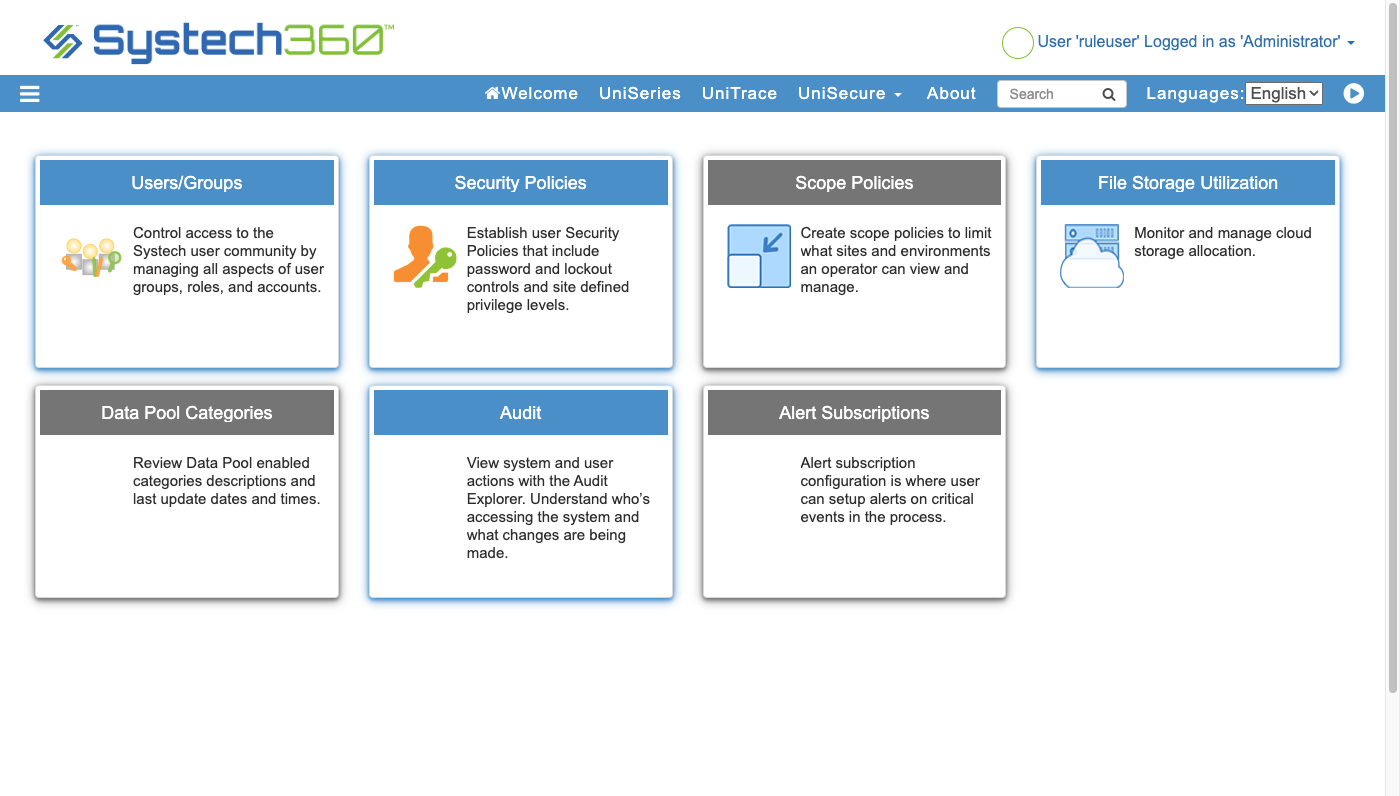 Systech360™
User 'ruleuser' Logged in as 'Administrator'
Welcome UniSeries UniTrace UniSecure About Search Languages: English
Users/Groups
Control access to the
Systech user community by
managing all aspects of user
groups, roles, and accounts.
Security Policies
Establish user Security
Policies that include
password and lockout
controls and site defined
privilege levels.
Scope Policies
Create scope policies to limit
what sites and environments
an operator can view and
manage.
File Storage Utilization
Monitor and manage cloud
storage allocation.
Data Pool Categories
Review Data Pool enabled
categories descriptions and
last update dates and times.
Audit
View system and user
actions with the Audit
Explorer. Understand who's
accessing the system and
what changes are being
made.
Alert Subscriptions
Alert subscription
configuration is where user
can setup alerts on critical
events in the process.